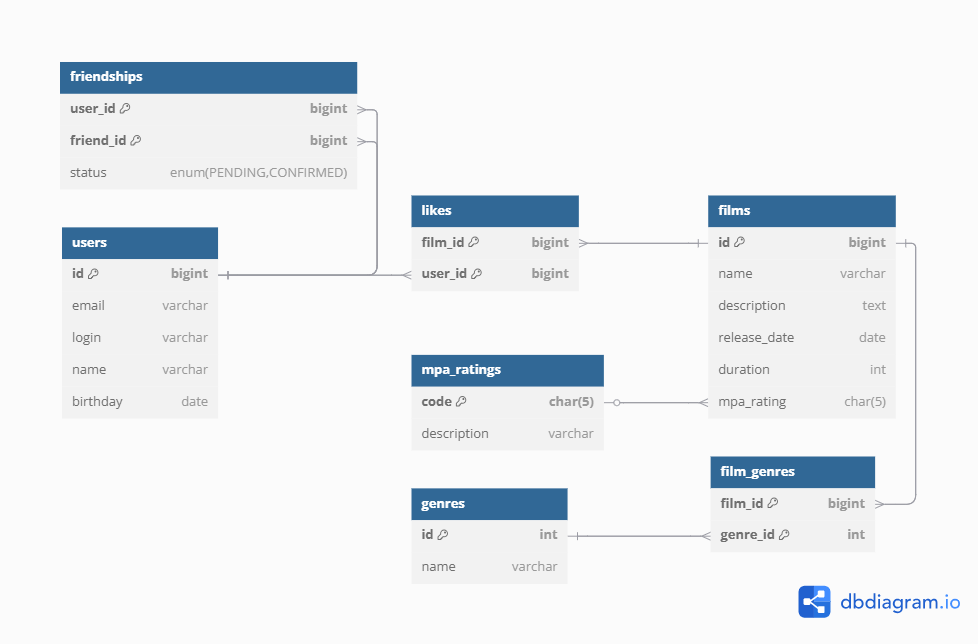 friendships
user_id bigint
friend_id bigint
status enum(PENDING,CONFIRMED)
users
id bigint
email varchar
login varchar
name varchar
birthday date
likes
film_id bigint
user_id bigint
films
id bigint
name varchar
description text
release_date date
duration int
mpa_rating char(5)
mpa_ratings
code char(5)
description varchar
genres
id int
name varchar
film_genres
film_id bigint
genre_id int
dbdiagram.io